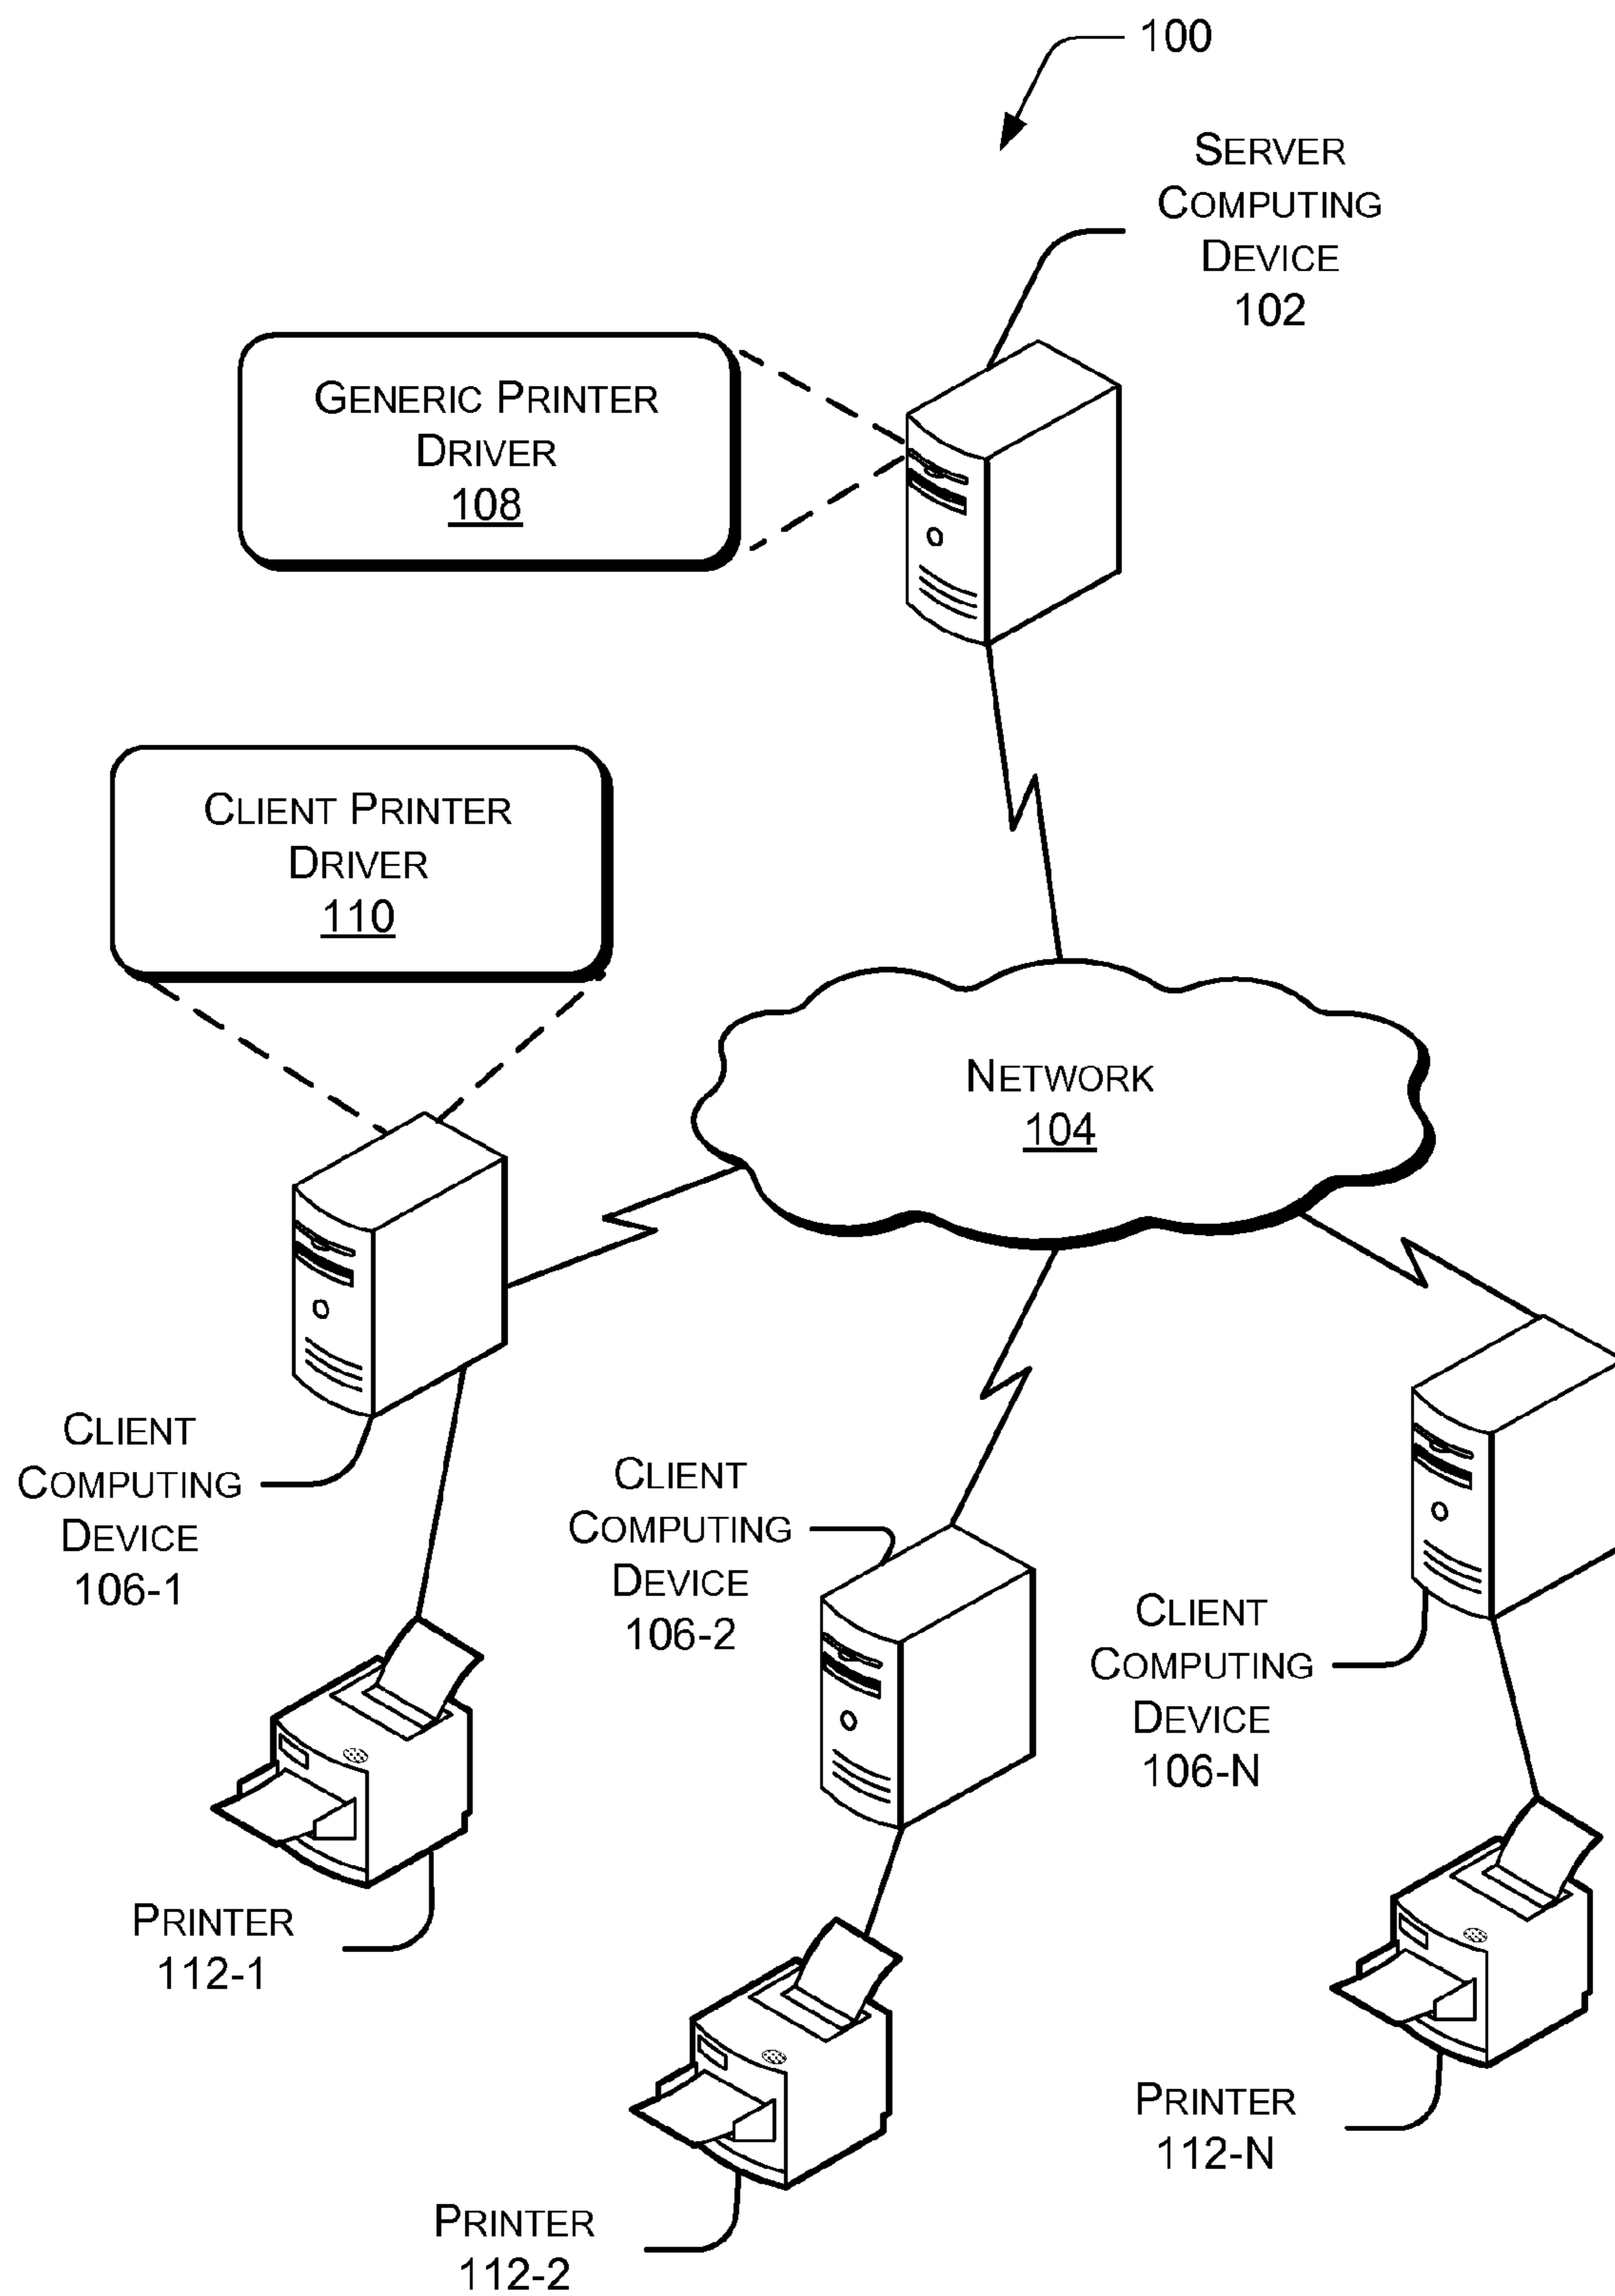 100
SERVER
COMPUTING
DEVICE
102
GENERIC PRINTER
DRIVER
108
CLIENT PRINTER
DRIVER
110
NETWORK
104
CLIENT
COMPUTING
DEVICE
106-1
CLIENT
COMPUTING
DEVICE
106-2
CLIENT
COMPUTING
DEVICE
106-N
PRINTER
112-1
PRINTER
112-2
PRINTER
112-N